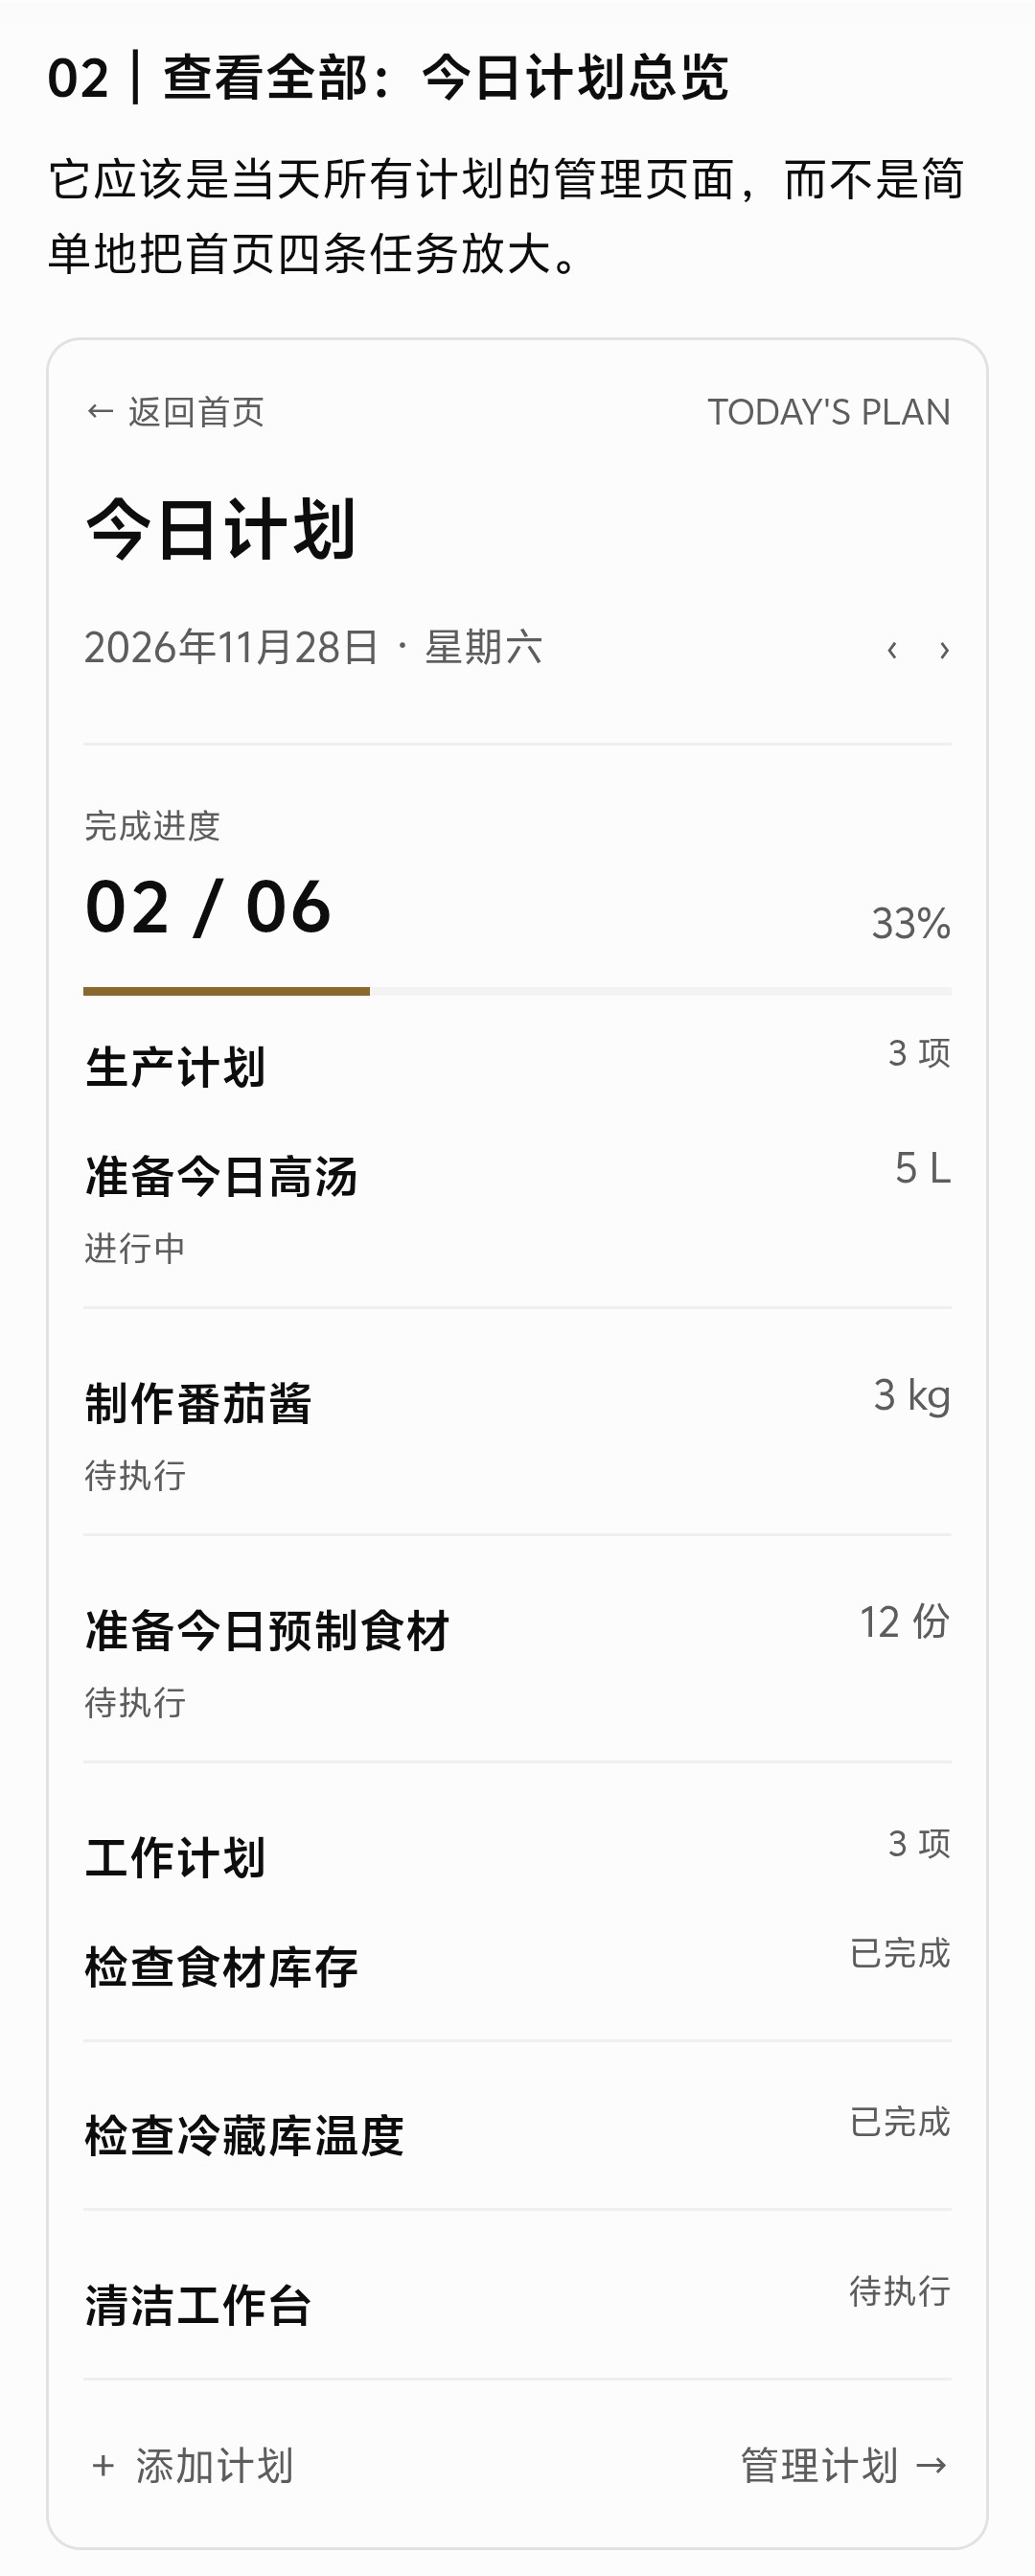 02｜查看全部：今日计划总览
它应该是当天所有计划的管理页面，而不是简
单地把首页四条任务放大。
← 返回首页 TODAY'S PLAN
今日计划
2026年11月28日 · 星期六 ‹ ›
完成进度
02 / 06 33%
生产计划 3 项
准备今日高汤 5 L
进行中
制作番茄酱 3 kg
待执行
准备今日预制食材 12 份
待执行
工作计划 3 项
检查食材库存 已完成
检查冷藏库温度 已完成
清洁工作台 待执行
＋ 添加计划 管理计划 →